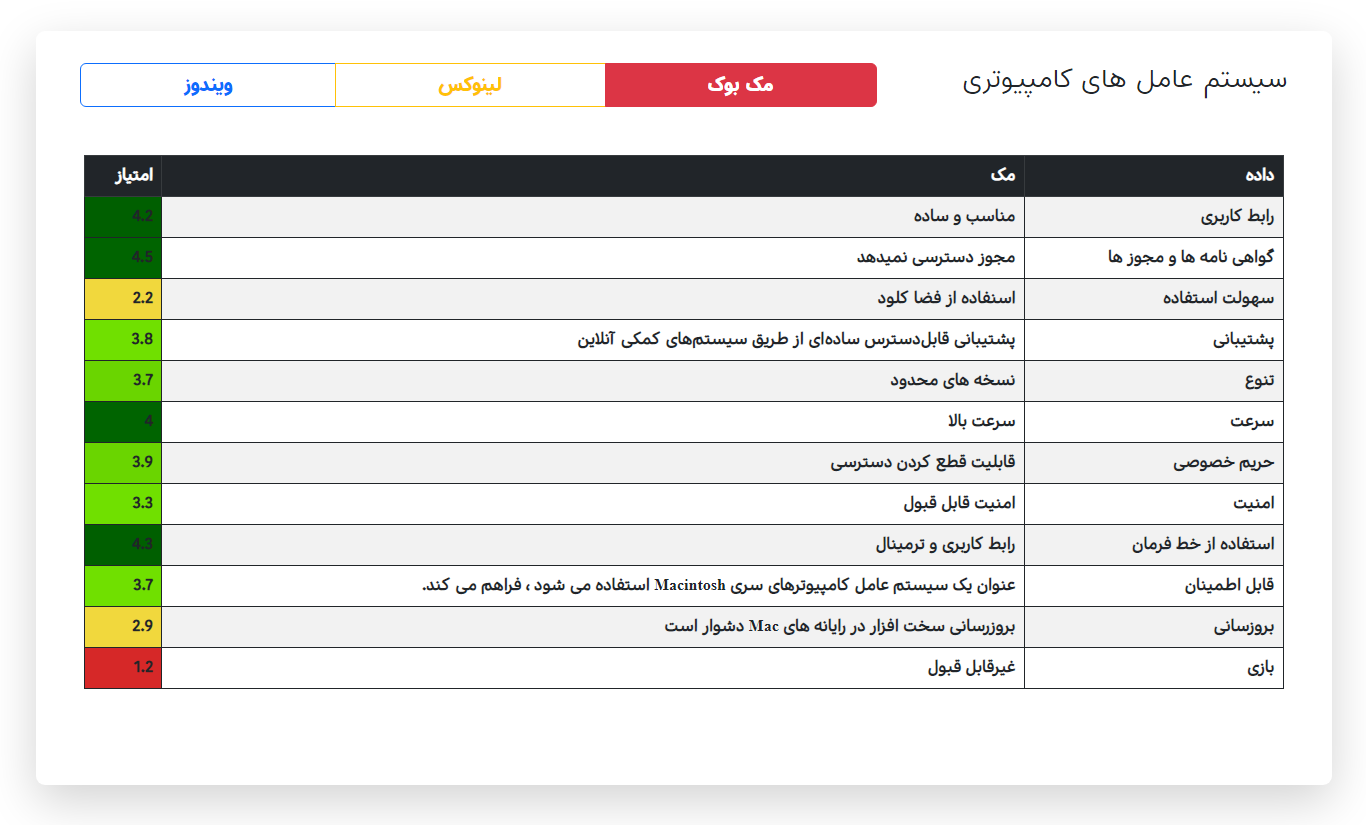 سیستم عامل های کامپیوتری
مک بوک لینوکس ویندوز
داده مک امتیاز
رابط کاربری مناسب و ساده 4.2
گواهی نامه ها و مجوز ها مجوز دسترسی نمیدهد 4.5
سهولت استفاده اسنفاده از فضا کلود 2.2
پشتیبانی پشتیبانی قابل‌دسترس ساده‌ای از طریق سیستم‌های کمکی آنلاین 3.8
تنوع نسخه های محدود 3.7
سرعت سرعت بالا 4
حریم خصوصی قابلیت قطع کردن دسترسی 3.9
امنیت امنیت قابل قبول 3.3
استفاده از خط فرمان رابط کاربری و ترمینال 4.3
قابل اطمینان عنوان یک سیستم عامل کامپیوترهای سری Macintosh استفاده می شود ، فراهم می کند. 3.7
بروزسانی بروزرسانی سخت افزار در رایانه های Mac دشوار است 2.9
بازی غیرقابل قبول 1.2